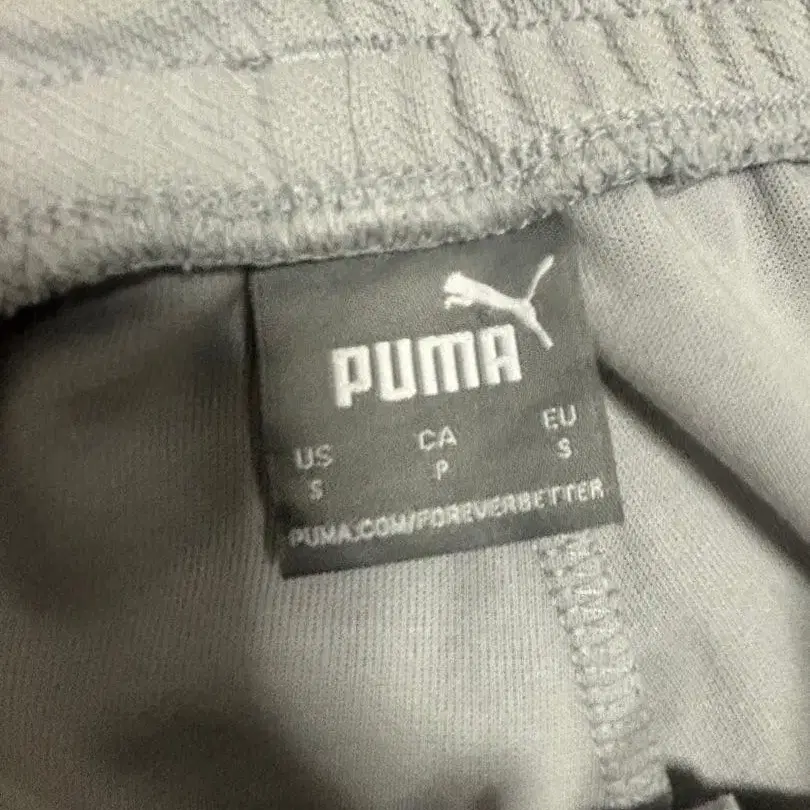 PUMA
US CA EU
S P S
PUMA.COM/FOREVERBETTER